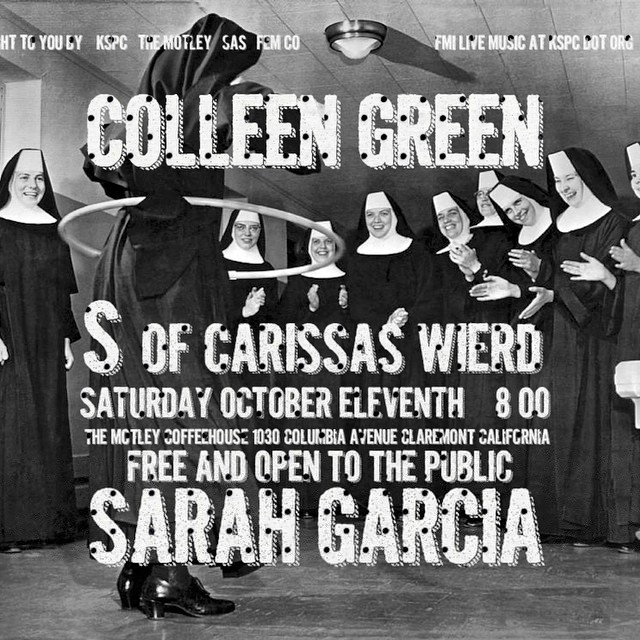 HT TO YOU BY KSPC THE MOTLEY SAS FEM CO FMI LIVE MUSIC AT KSPC DOT ORG
COLLEEN GREEN
S OF CARISSAS WIERD
SATURDAY OCTOBER ELEVENTH 8 00
THE MOTLEY COFFEEHOUSE 1030 COLUMBIA AVENUE CLAREMONT CALIFORNIA
FREE AND OPEN TO THE PUBLIC
SARAH GARCIA